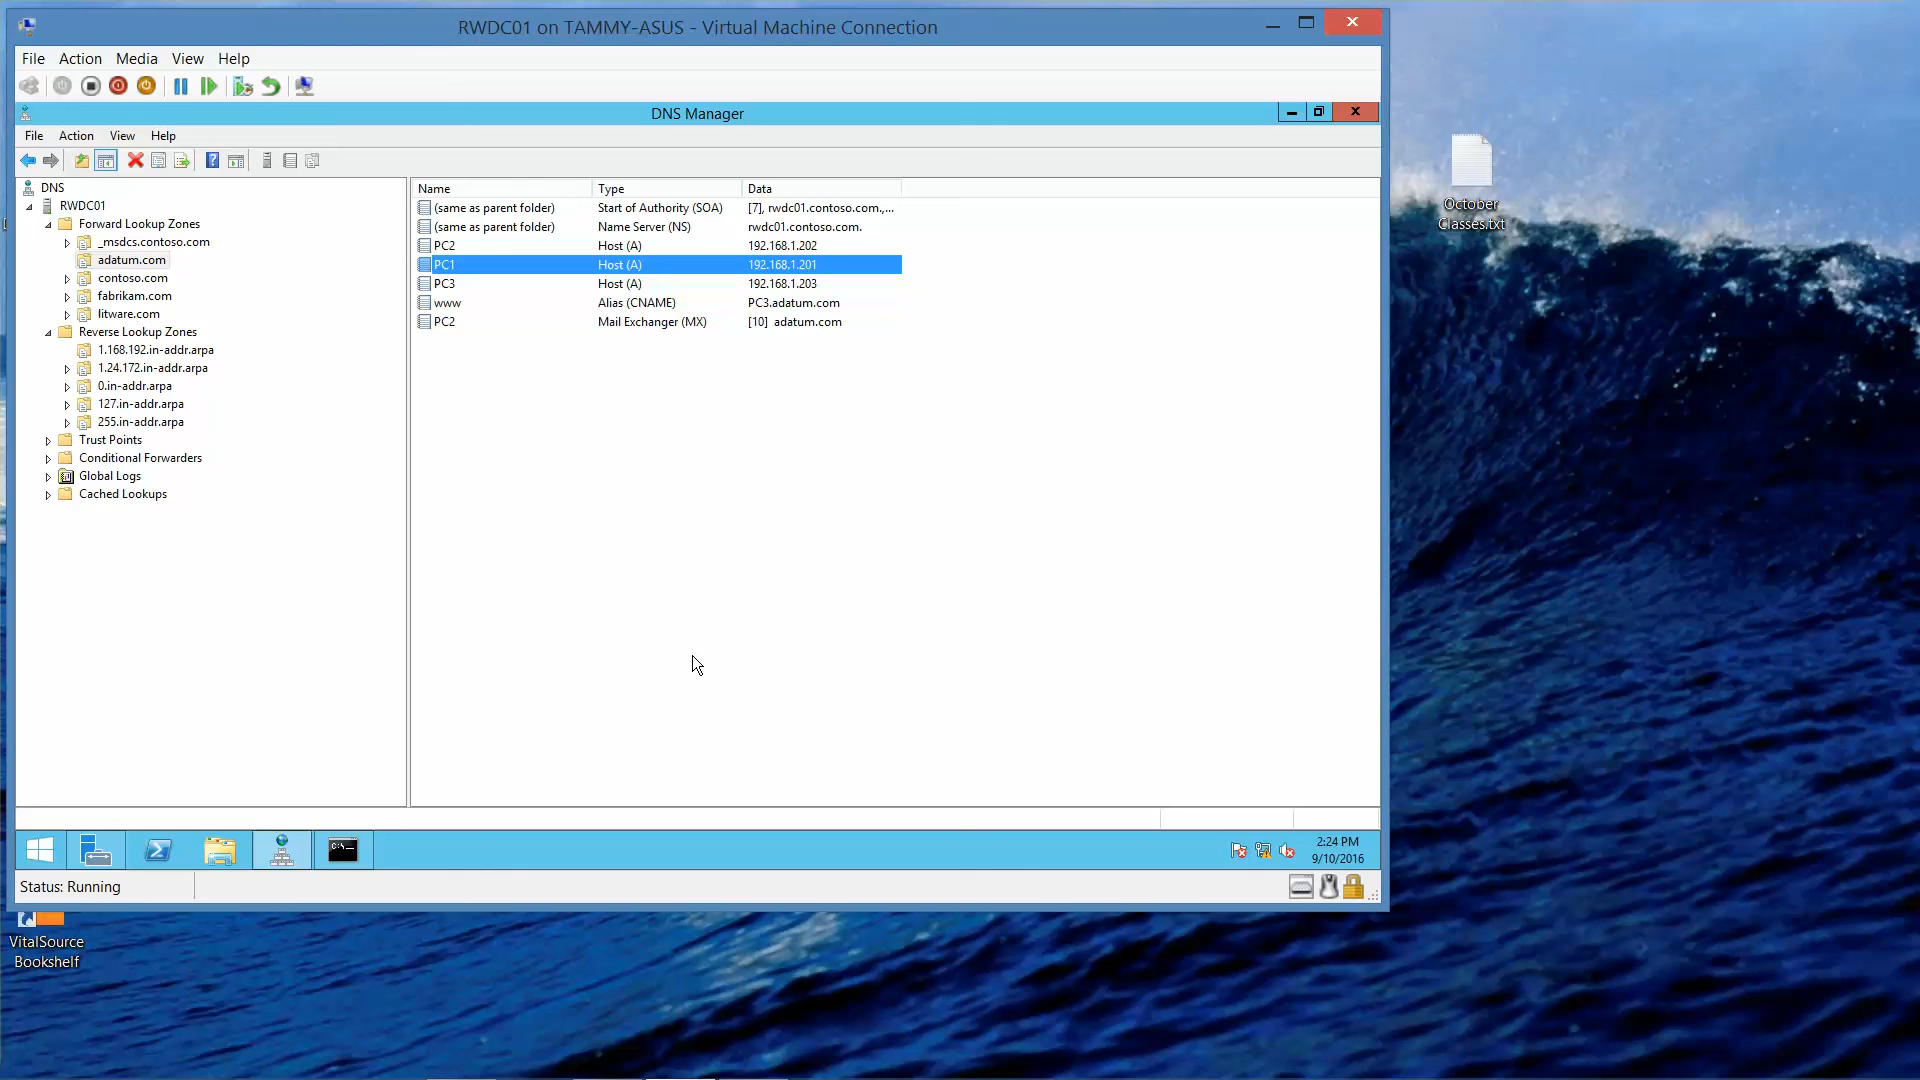 RWDC01 on TAMMY-ASUS - Virtual Machine Connection
File Action Media View Help
DNS Manager
File Action View Help
DNS
RWDC01
Forward Lookup Zones
_msdcs.contoso.com
adatum.com
contoso.com
fabrikam.com
litware.com
Reverse Lookup Zones
1.168.192.in-addr.arpa
1.24.172.in-addr.arpa
0.in-addr.arpa
127.in-addr.arpa
255.in-addr.arpa
Trust Points
Conditional Forwarders
Global Logs
Cached Lookups
Name Type Data
(same as parent folder) Start of Authority (SOA) [7], rwdc01.contoso.com.,...
(same as parent folder) Name Server (NS) rwdc01.contoso.com.
PC2 Host (A) 192.168.1.202
PC1 Host (A) 192.168.1.201
PC3 Host (A) 192.168.1.203
www Alias (CNAME) PC3.adatum.com
PC2 Mail Exchanger (MX) [10] adatum.com
2:24 PM
9/10/2016
Status: Running
October
Classes.txt
VitalSource
Bookshelf